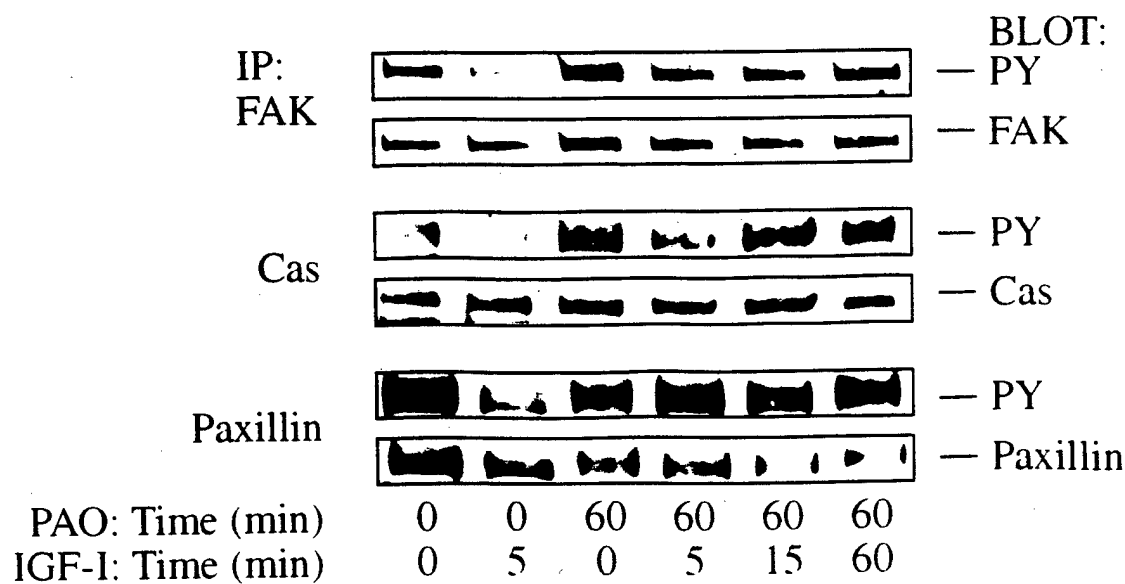 BLOT:
IP:
FAK
— PY
— FAK
Cas
— PY
— Cas
Paxillin
— PY
— Paxillin
PAO: Time (min) 0 0 60 60 60 60
IGF-I: Time (min) 0 5 0 5 15 60